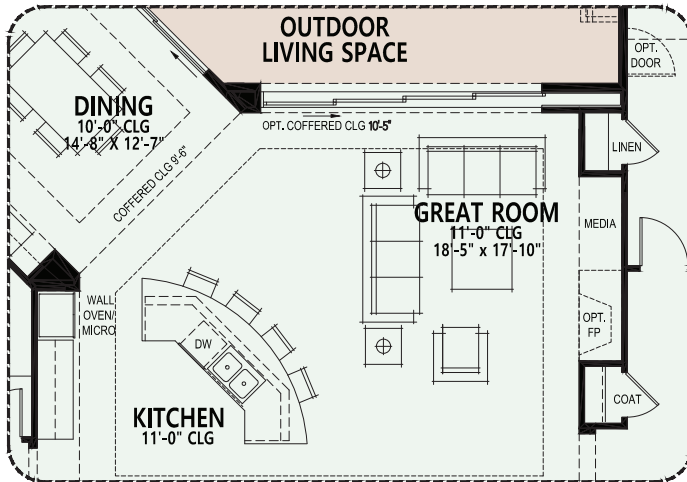 OUTDOOR
LIVING SPACE
OPT.
DOOR
DINING
10'-0" CLG
14'-8" X 12'-7"
OPT. COFFERED CLG 10'-5"
COFFERED CLG 9'-6"
LINEN
GREAT ROOM
11'-0" CLG
18'-5" x 17'-10"
MEDIA
WALL
OVEN/
MICRO
OPT.
FP
DW
KITCHEN
11'-0" CLG
COAT